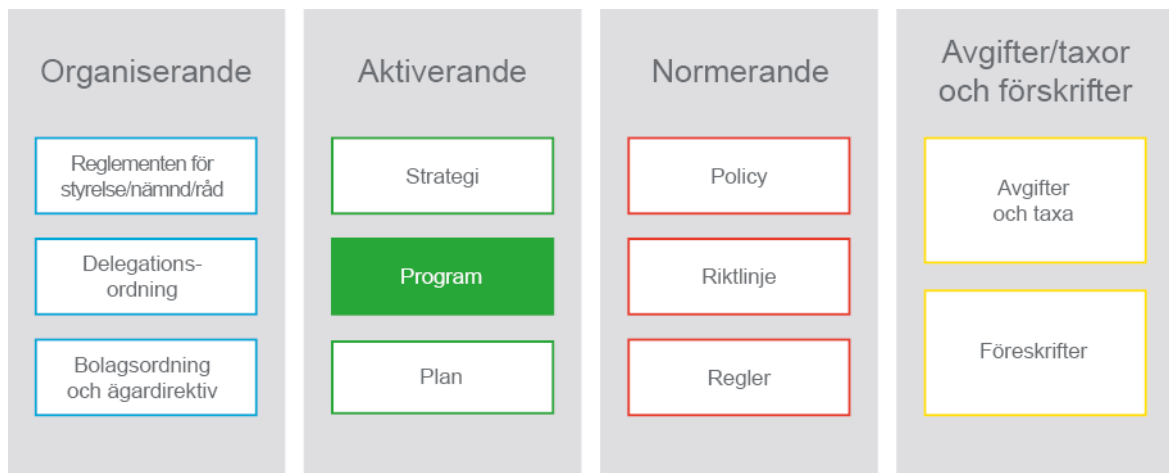 Organiserande
Reglementen för
styrelse/nämnd/råd
Delegations-
ordning
Bolagsordning
och ägardirektiv
Aktiverande
Strategi
Program
Plan
Normerande
Policy
Riktlinje
Regler
Avgifter/taxor
och förskrifter
Avgifter
och taxa
Föreskrifter